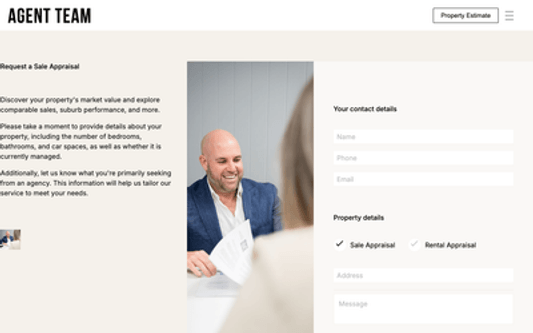 AGENT TEAM
Property Estimate
Request a Sale Appraisal
Discover your property's market value and explore
comparable sales, suburb performance, and more.
Please take a moment to provide details about your
property, including the number of bedrooms,
bathrooms, and car spaces, as well as whether it is
currently managed.
Additionally, let us know what you're primarily seeking
from an agency. This information will help us tailor our
service to meet your needs.
Your contact details
Name
Phone
Email
Property details
Sale Appraisal
Rental Appraisal
Address
Message